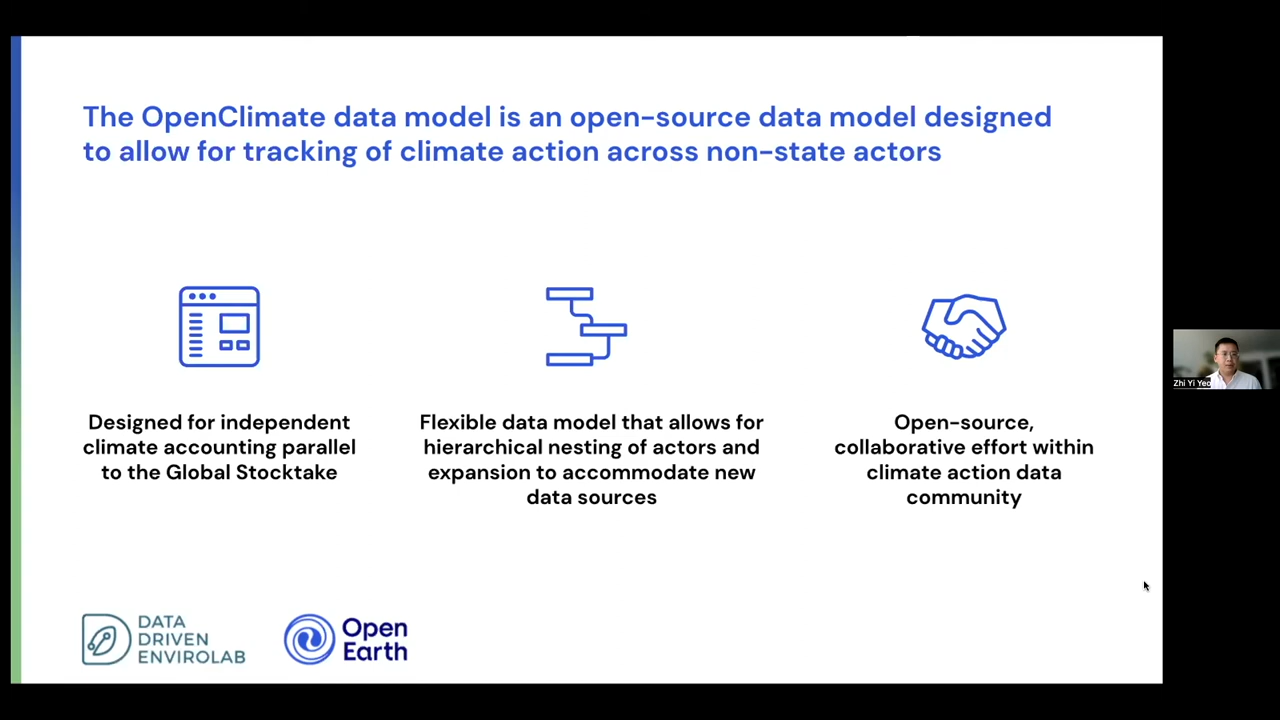 The OpenClimate data model is an open-source data model designed
to allow for tracking of climate action across non-state actors
Designed for independent
climate accounting parallel
to the Global Stocktake
Flexible data model that allows for
hierarchical nesting of actors and
expansion to accommodate new
data sources
Open-source,
collaborative effort within
climate action data
community
DATA
DRIVEN
ENVIROLAB
Open
Earth
Zhi Yi Yeo